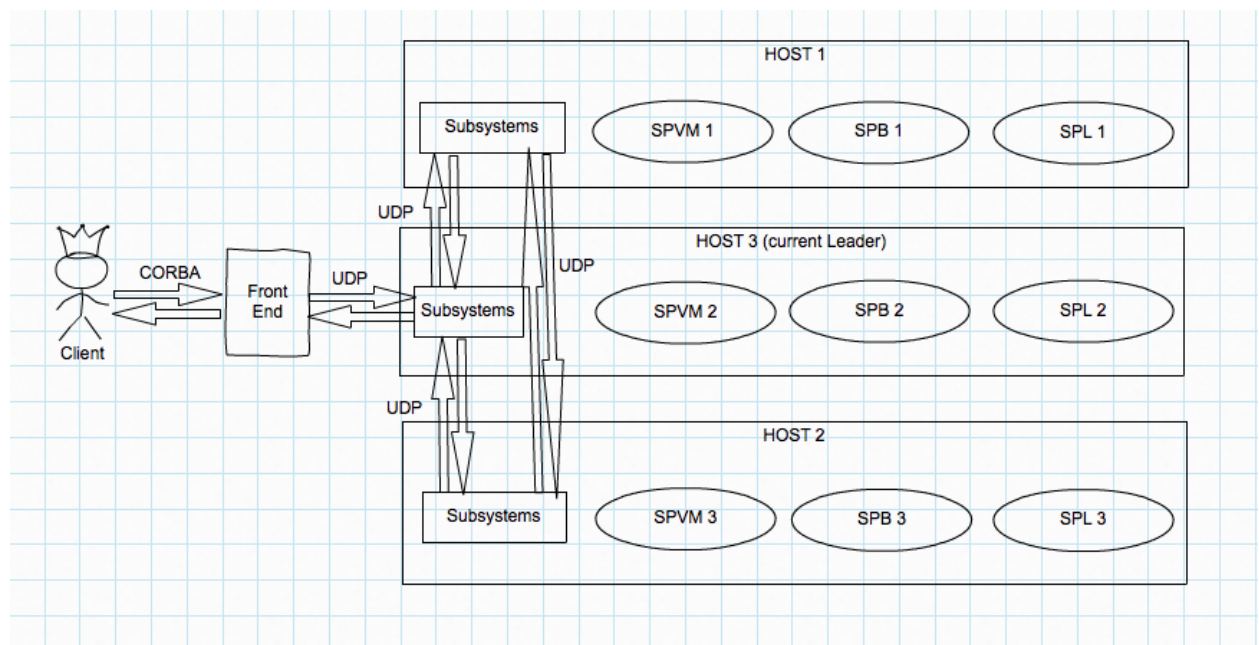 HOST 1
Subsystems
SPVM 1
SPB 1
SPL 1
UDP
HOST 3 (current Leader)
UDP
CORBA
UDP
Front
End
Subsystems
SPVM 2
SPB 2
SPL 2
Client
UDP
HOST 2
Subsystems
SPVM 3
SPB 3
SPL 3